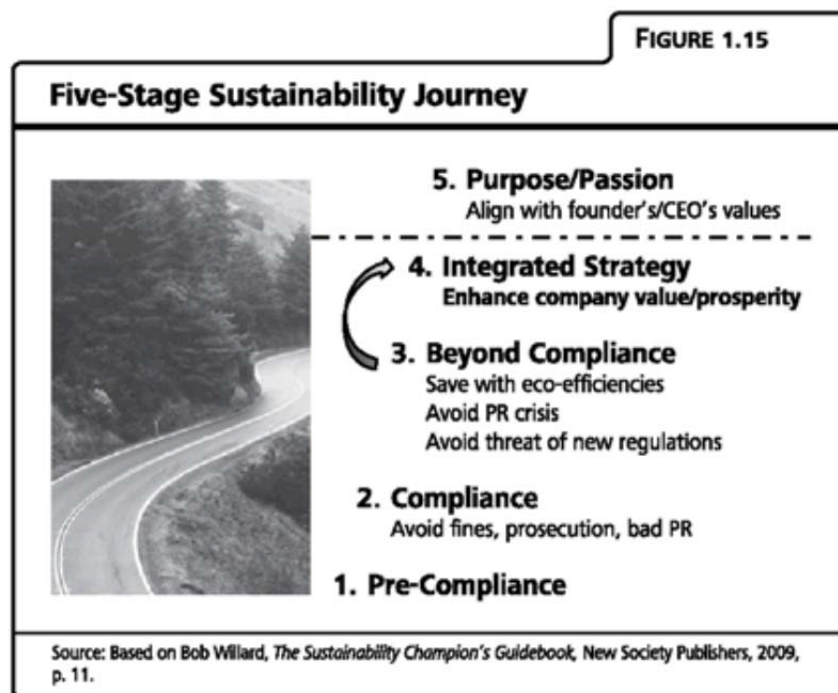 FIGURE 1.15
Five-Stage Sustainability Journey
5. Purpose/Passion
Align with founder's/CEO's values
4. Integrated Strategy
Enhance company value/prosperity
3. Beyond Compliance
Save with eco-efficiencies
Avoid PR crisis
Avoid threat of new regulations
2. Compliance
Avoid fines, prosecution, bad PR
1. Pre-Compliance
Source: Based on Bob Willard, The Sustainability Champion's Guidebook, New Society Publishers, 2009,
p. 11.